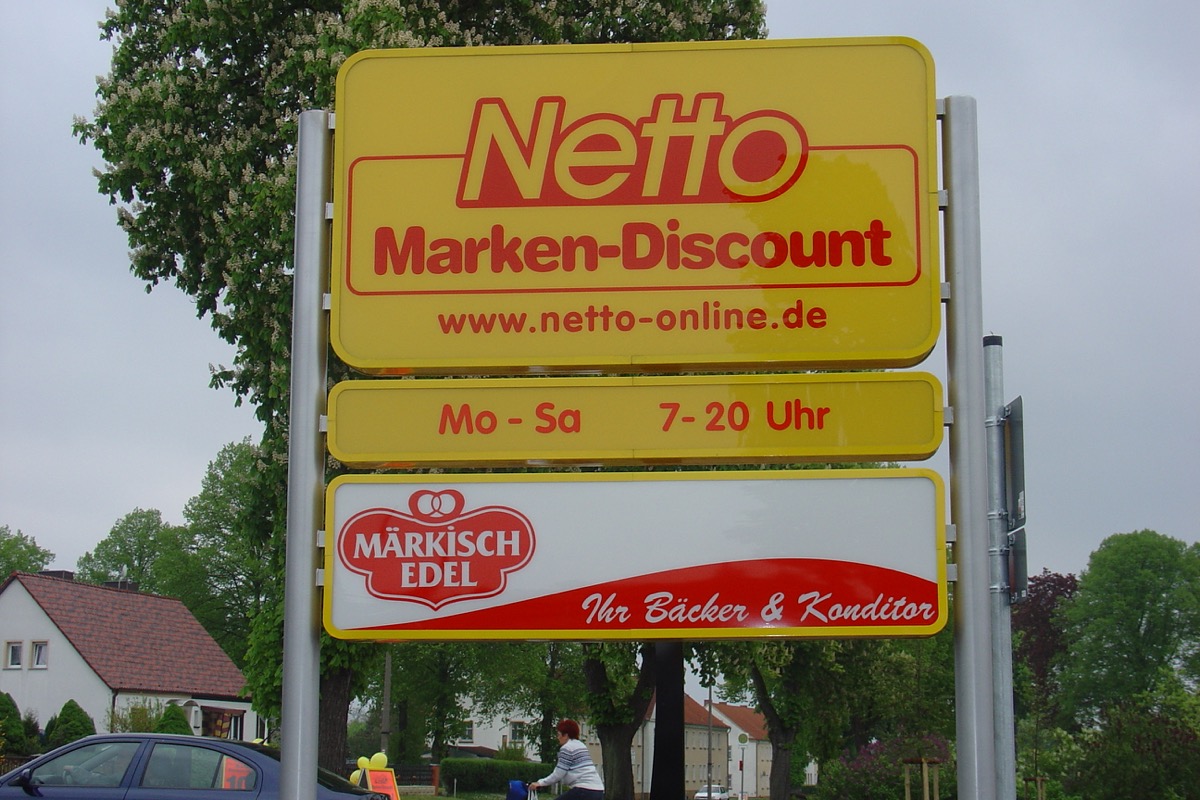 Netto
Marken-Discount
www.netto-online.de
Mo - Sa 7-20 Uhr
MÄRKISCH
EDEL
Ihr Bäcker & Konditor